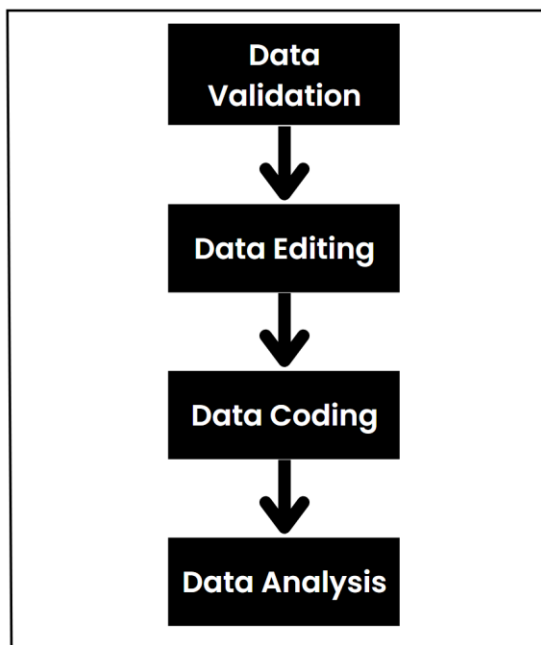 Data
Validation
Data Editing
Data Coding
Data Analysis